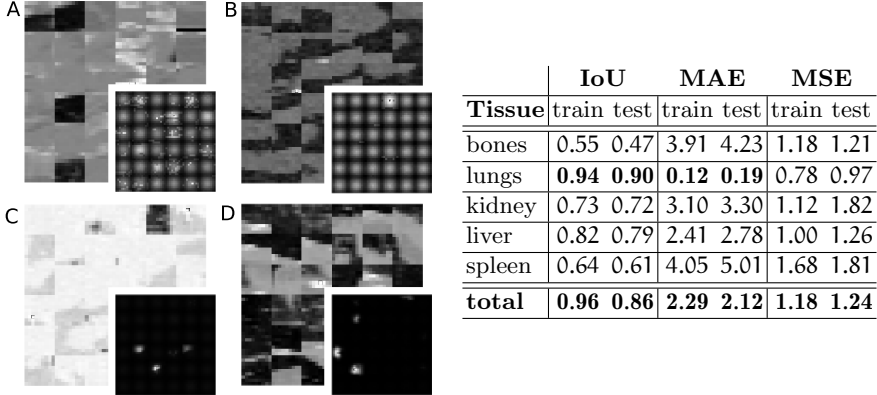 A
B
C
D
IoU MAE MSE
Tissue train test train test train test
bones 0.55 0.47 3.91 4.23 1.18 1.21
lungs 0.94 0.90 0.12 0.19 0.78 0.97
kidney 0.73 0.72 3.10 3.30 1.12 1.82
liver 0.82 0.79 2.41 2.78 1.00 1.26
spleen 0.64 0.61 4.05 5.01 1.68 1.81
total 0.96 0.86 2.29 2.12 1.18 1.24